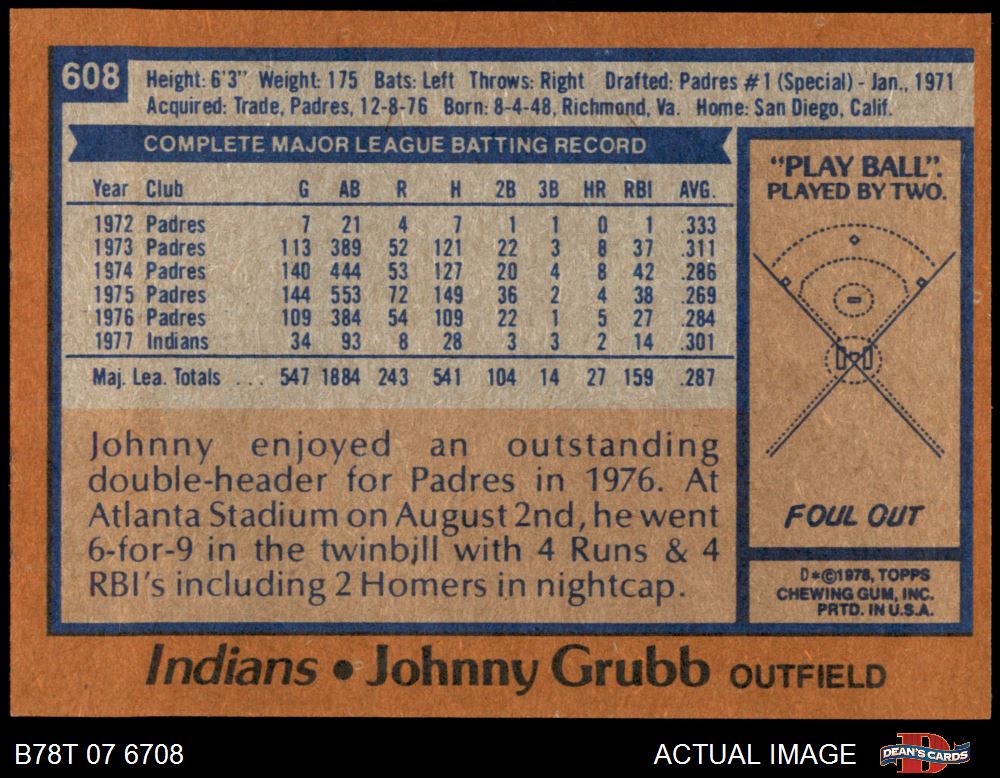 608
Height: 6'3" Weight: 175 Bats: Left Throws: Right Drafted: Padres #1 (Special) - Jan., 1971
Acquired: Trade, Padres, 12-8-76 Born: 8-4-48, Richmond, Va. Home: San Diego, Calif.
COMPLETE MAJOR LEAGUE BATTING RECORD
Year Club G AB R H 2B 3B HR RBI AVG.
1972 Padres 7 21 4 7 1 1 0 1 .333
1973 Padres 113 389 52 121 22 3 8 37 .311
1974 Padres 140 444 53 127 20 4 8 42 .286
1975 Padres 144 553 72 149 36 2 4 38 .269
1976 Padres 109 384 54 109 22 1 5 27 .284
1977 Indians 34 93 8 28 3 3 2 14 .301
Maj. Lea. Totals ... 547 1884 243 541 104 14 27 159 .287
Johnny enjoyed an outstanding
double-header for Padres in 1976. At
Atlanta Stadium on August 2nd, he went
6-for-9 in the twinbill with 4 Runs & 4
RBI's including 2 Homers in nightcap.
"PLAY BALL".
PLAYED BY TWO.
FOUL OUT
D*©1978, TOPPS
CHEWING GUM, INC.
PRTD. IN U.S.A.
Indians • Johnny Grubb OUTFIELD
B78T 07 6708 ACTUAL IMAGE
D
DEAN'S CARDS